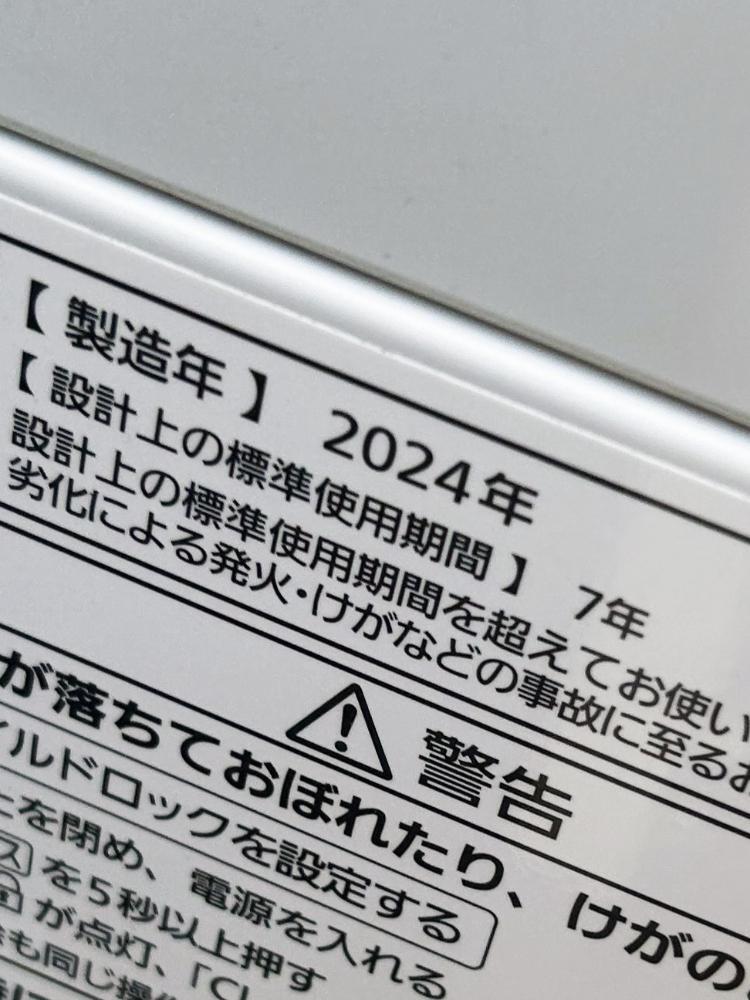 【製造年】 2024年
【設計上の標準使用期間】 7年
設計上の標準使用期間を超えてお使い
劣化による発火・けがなどの事故に至るお
警告
が落ちておぼれたり、けがの
イルドロックを設定する
を閉め、電源を入れる
ス を5秒以上押す
が点灯、「CL
も同じ操作